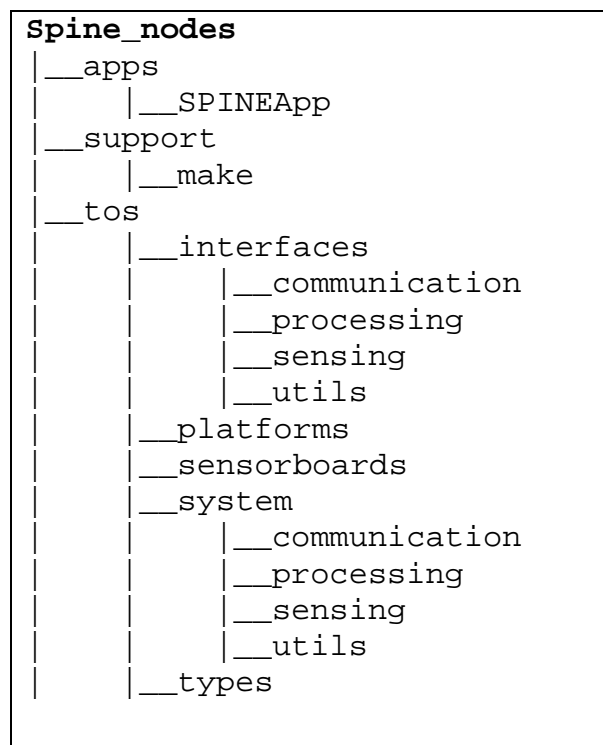 Spine_nodes
|__apps
|    |__SPINEApp
|__support
|    |__make
|__tos
|    |__interfaces
|    |    |__communication
|    |    |__processing
|    |    |__sensing
|    |    |__utils
|    |__platforms
|    |__sensorboards
|    |__system
|    |    |__communication
|    |    |__processing
|    |    |__sensing
|    |    |__utils
|    |__types